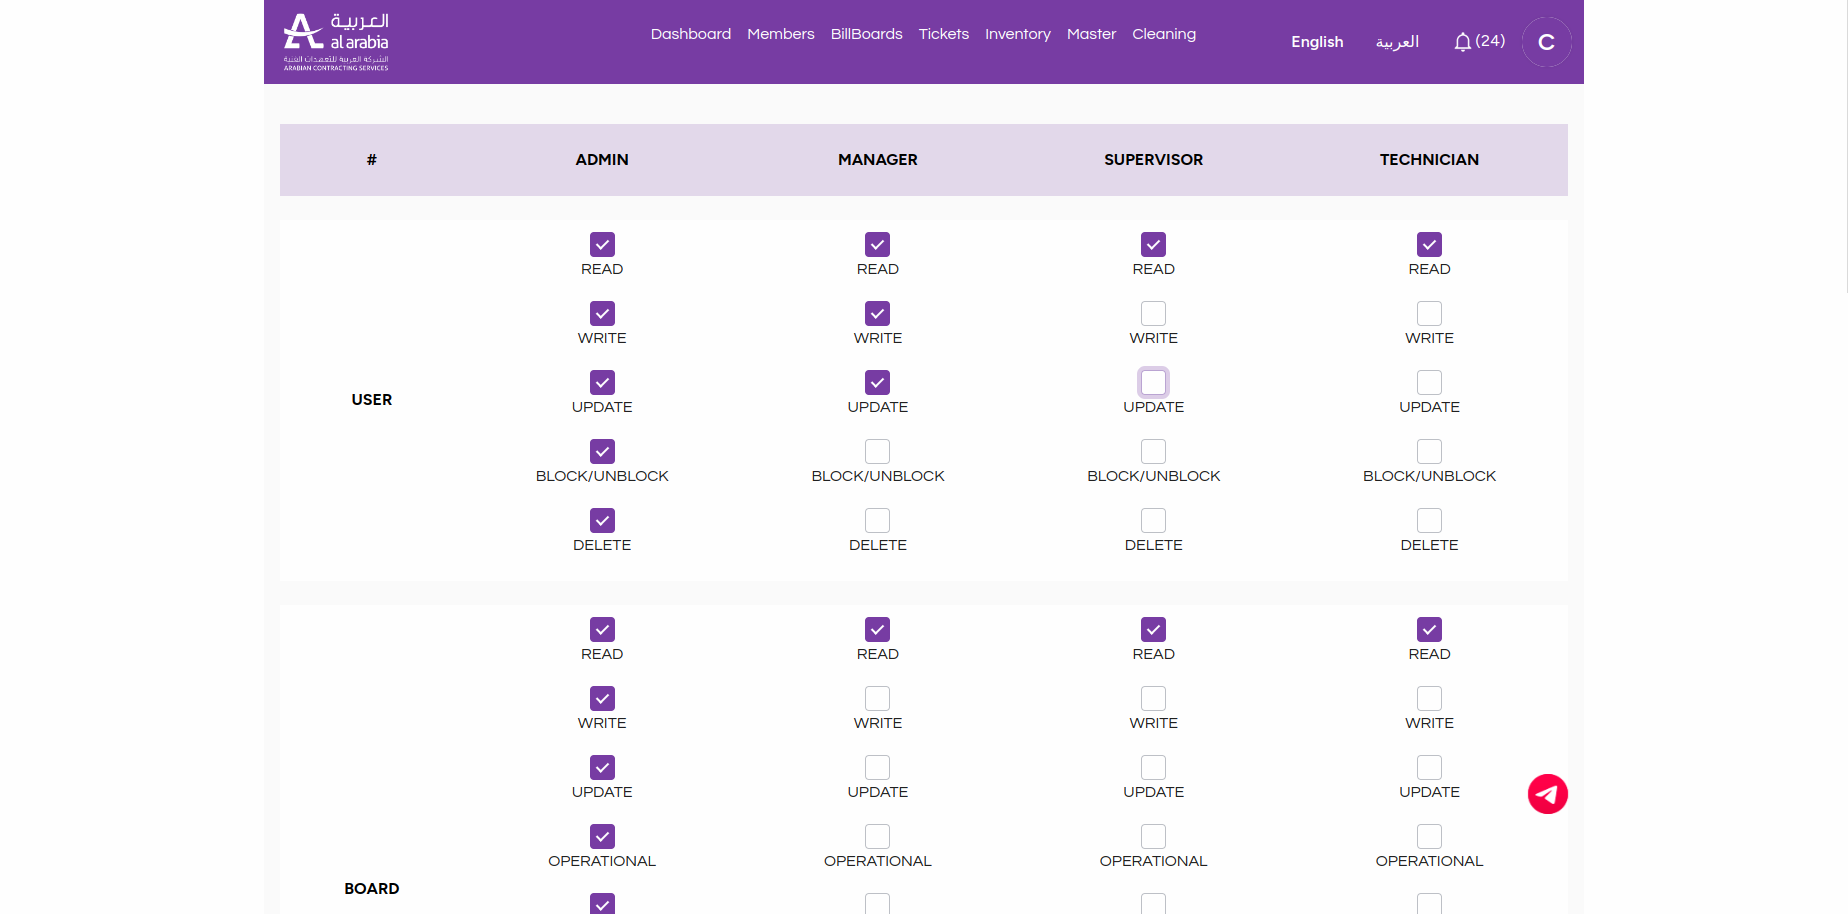 العربية
al arabia
الشركة العربية للتعهدات الفنية
ARABIAN CONTRACTING SERVICES
Dashboard Members BillBoards Tickets Inventory Master Cleaning
English العربية (24) C
# ADMIN MANAGER SUPERVISOR TECHNICIAN
USER
READ READ READ READ
WRITE WRITE WRITE WRITE
UPDATE UPDATE UPDATE UPDATE
BLOCK/UNBLOCK BLOCK/UNBLOCK BLOCK/UNBLOCK BLOCK/UNBLOCK
DELETE DELETE DELETE DELETE
BOARD
READ READ READ READ
WRITE WRITE WRITE WRITE
UPDATE UPDATE UPDATE UPDATE
OPERATIONAL OPERATIONAL OPERATIONAL OPERATIONAL